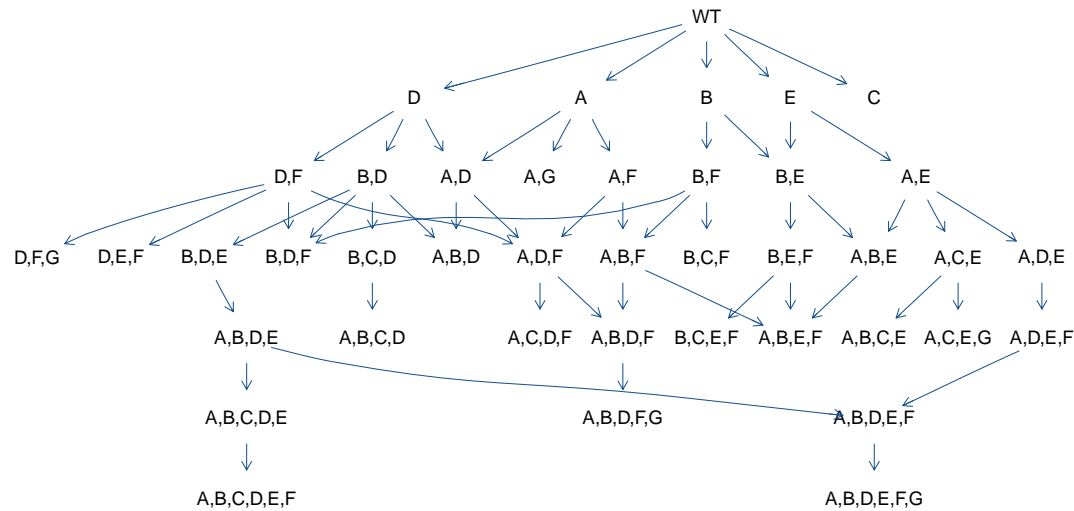 WT
D A B E C
D,F B,D A,D A,G A,F B,F B,E A,E
D,F,G D,E,F B,D,E B,D,F B,C,D A,B,D A,D,F A,B,F B,C,F B,E,F A,B,E A,C,E A,D,E
A,B,D,E A,B,C,D A,C,D,F A,B,D,F B,C,E,F A,B,E,F A,B,C,E A,C,E,G A,D,E,F
A,B,C,D,E A,B,D,F,G A,B,D,E,F
A,B,C,D,E,F A,B,D,E,F,G